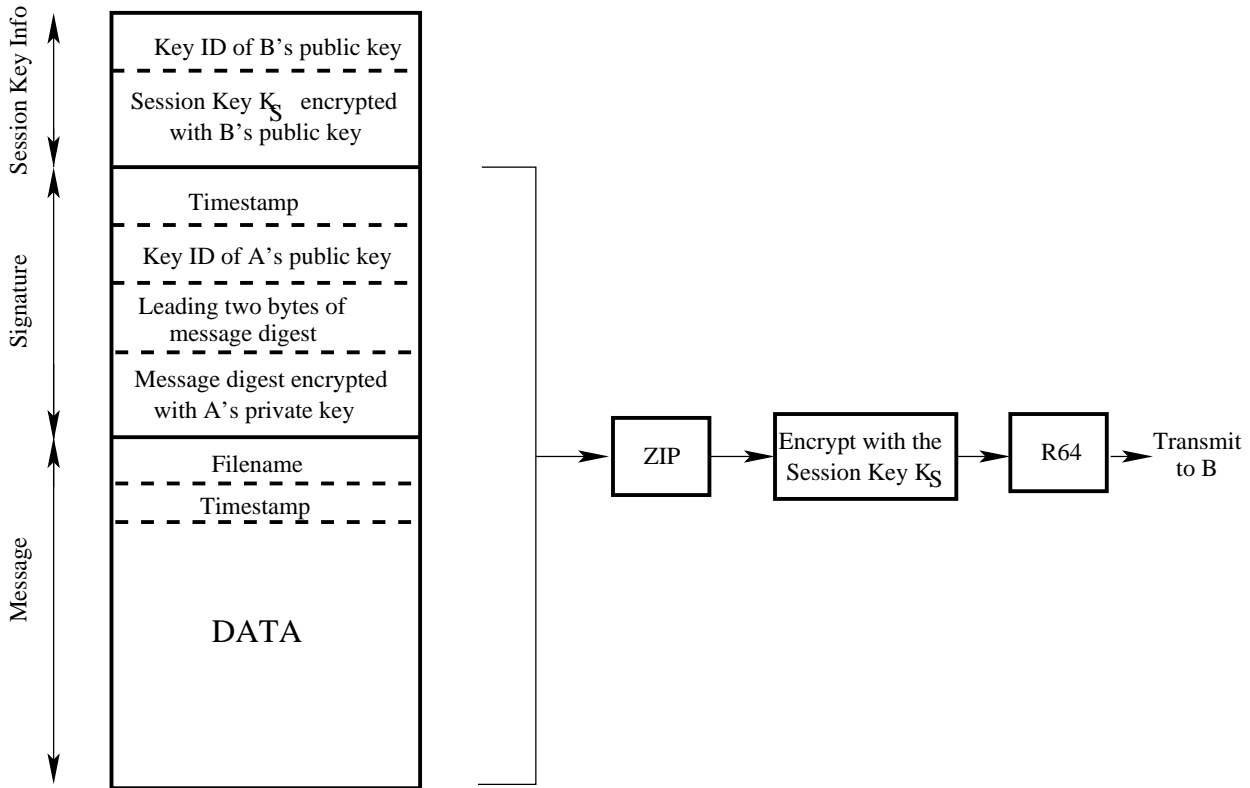 Session Key Info
Key ID of B's public key
Session Key K_S encrypted
with B's public key
Signature
Timestamp
Key ID of A's public key
Leading two bytes of
message digest
Message digest encrypted
with A's private key
Message
Filename
Timestamp
DATA
ZIP
Encrypt with the
Session Key K_S
R64
Transmit
to B